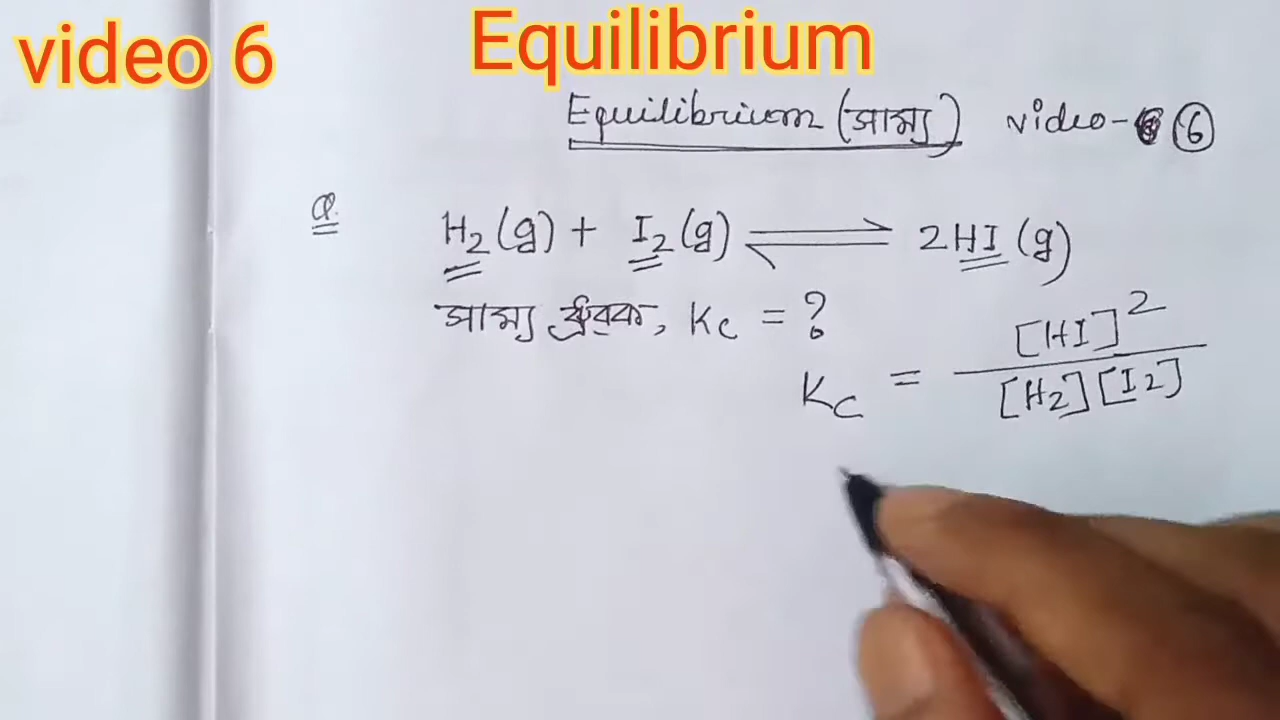 video 6
Equilibrium
Equilibrium (সাম্য) video- ⑥
Q.
H₂(g) + I₂(g) ⇌ 2HI(g)
সাম্য ধ্রুবক, Kc = ?
Kc = [HI]² / [H₂][I₂]